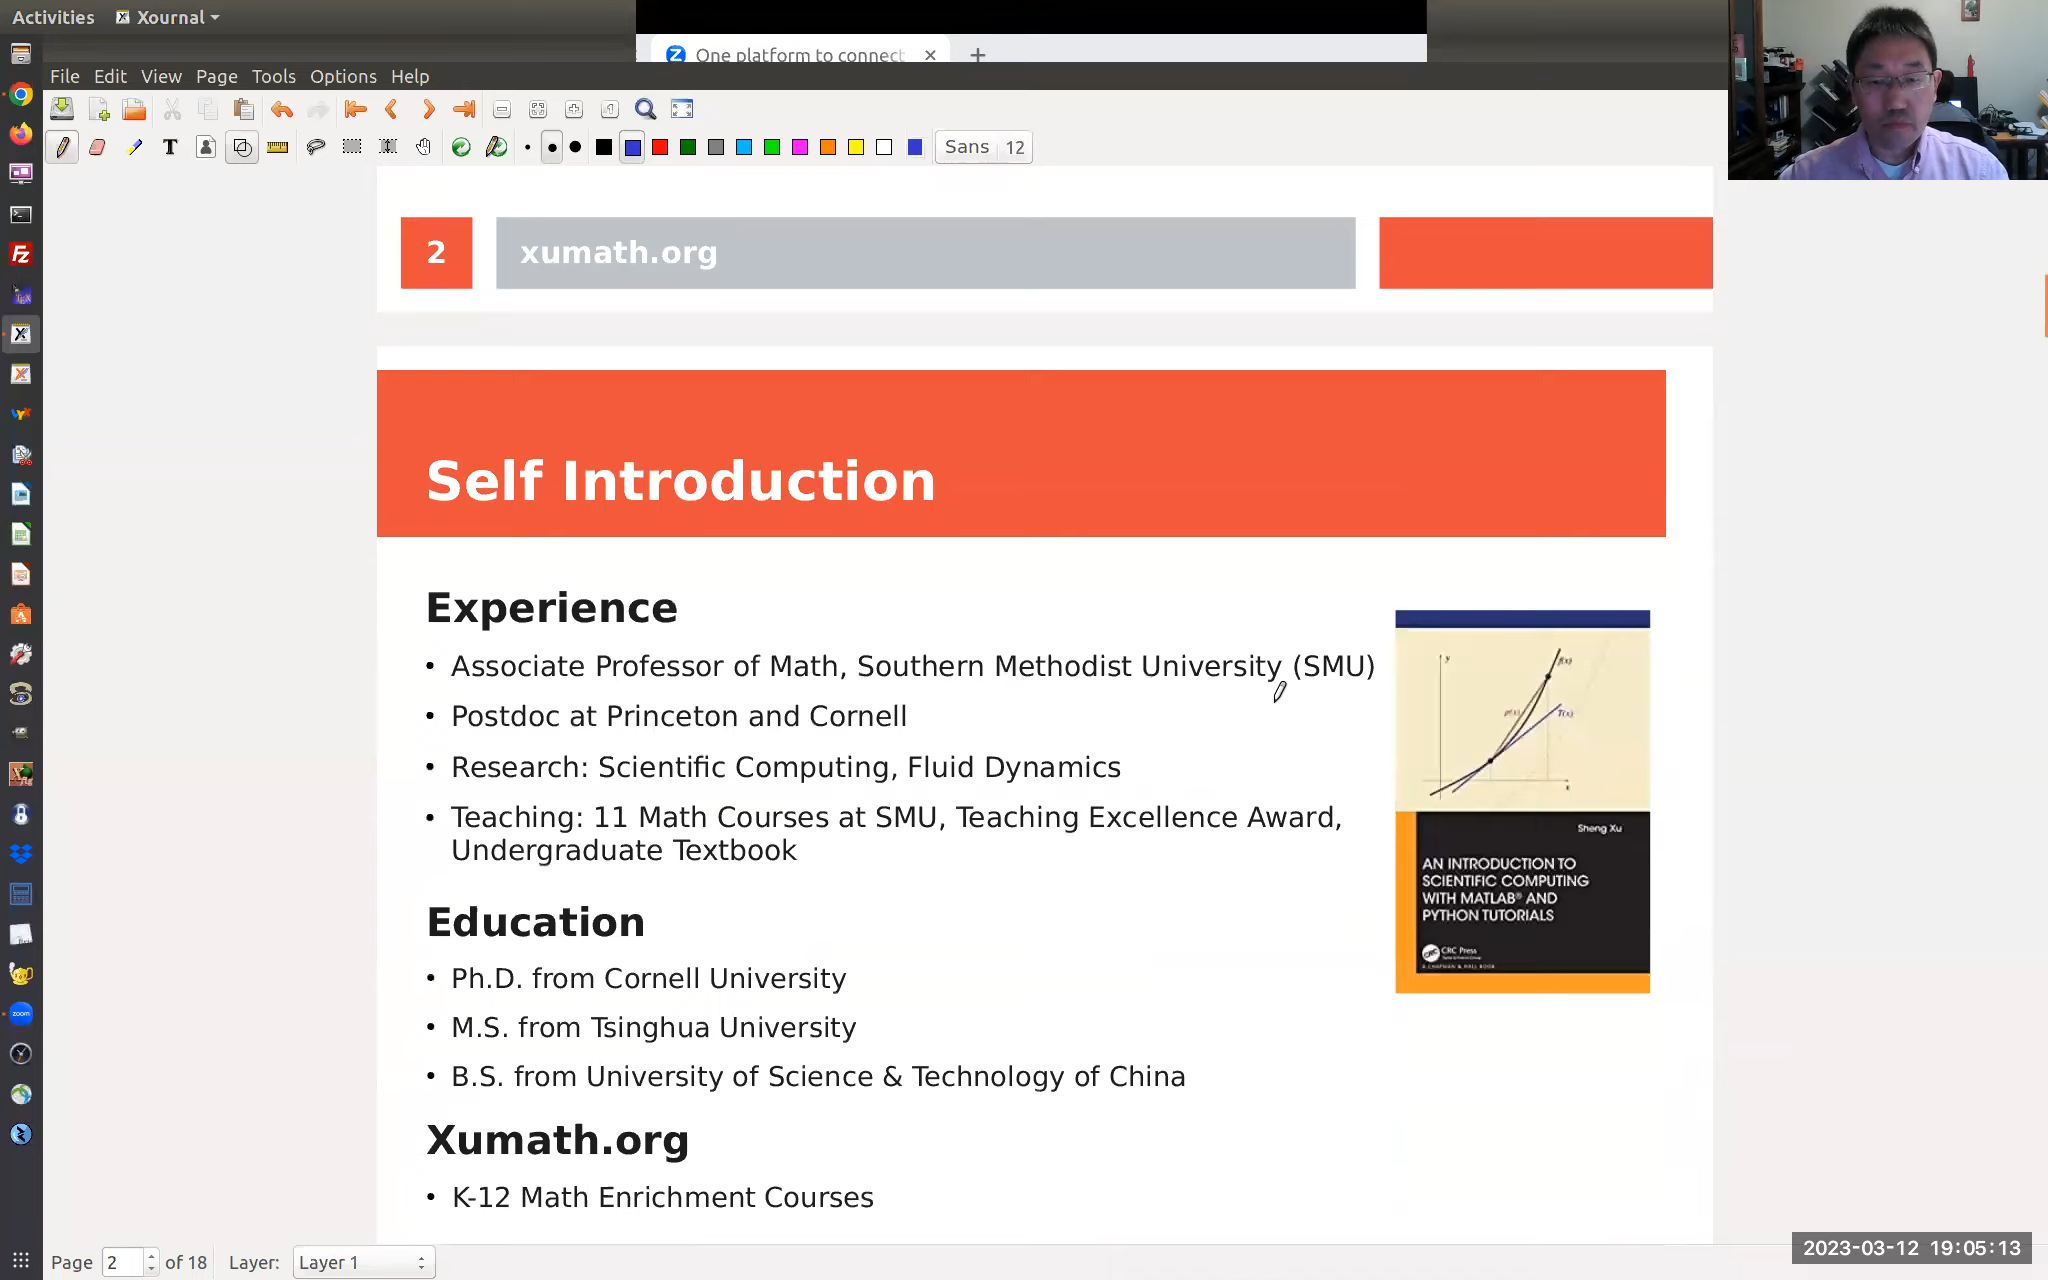 Activities Xournal
One platform to connect
File Edit View Page Tools Options Help
Sans 12
2 xumath.org
Self Introduction
Experience
• Associate Professor of Math, Southern Methodist University (SMU)
• Postdoc at Princeton and Cornell
• Research: Scientific Computing, Fluid Dynamics
• Teaching: 11 Math Courses at SMU, Teaching Excellence Award,
Undergraduate Textbook
y
f(x)
p(x) T(x)
x
Sheng Xu
AN INTRODUCTION TO
SCIENTIFIC COMPUTING
WITH MATLAB® AND
PYTHON TUTORIALS
CRC Press
A CHAPMAN & HALL BOOK
Education
• Ph.D. from Cornell University
• M.S. from Tsinghua University
• B.S. from University of Science & Technology of China
Xumath.org
• K-12 Math Enrichment Courses
Page 2 of 18 Layer: Layer 1
2023-03-12 19:05:13
zoom